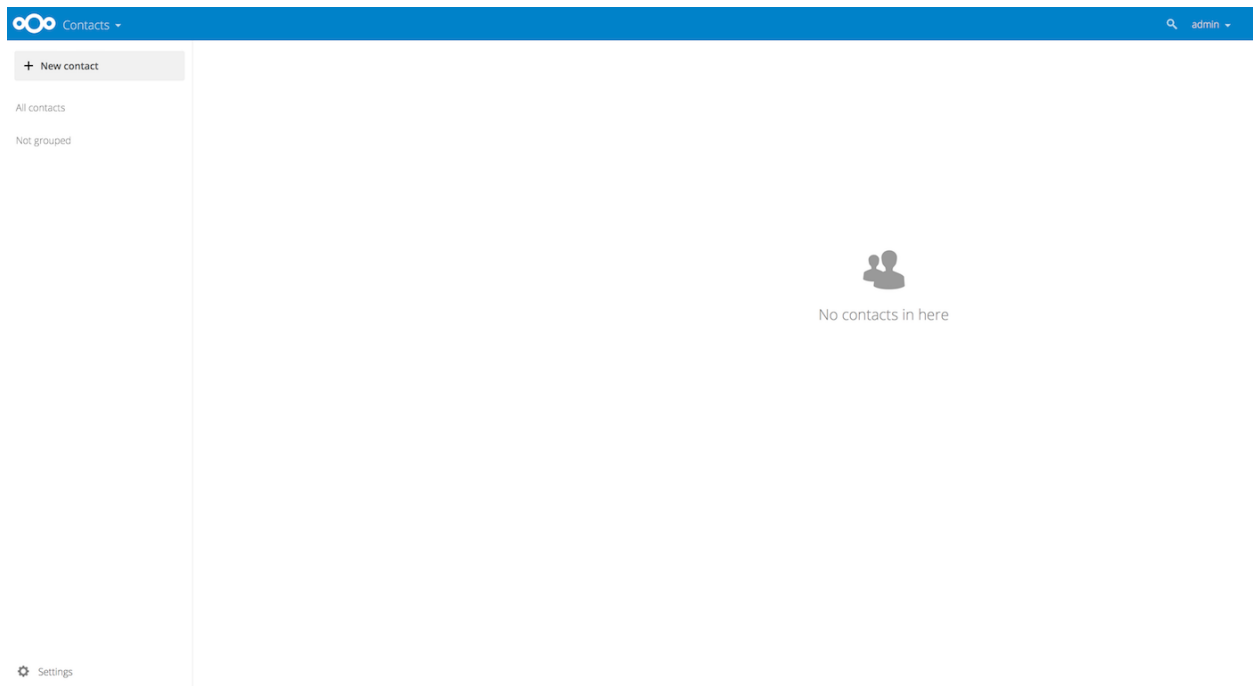 Contacts
admin
+ New contact
All contacts
Not grouped
No contacts in here
Settings